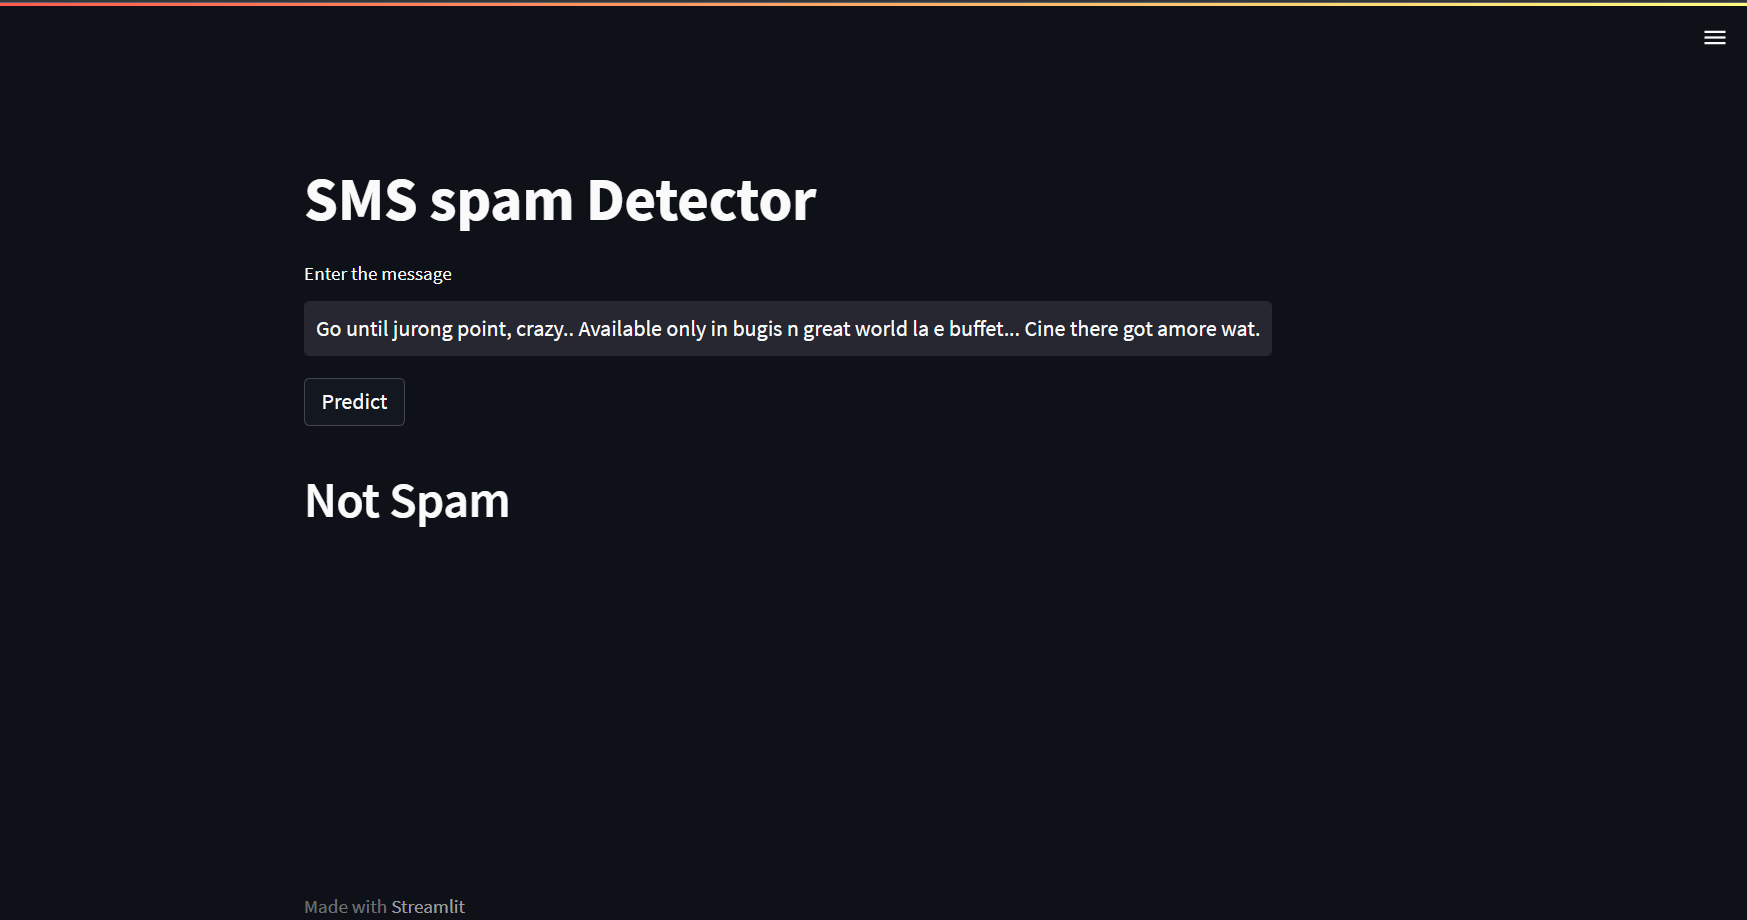 SMS spam Detector
Enter the message
Go until jurong point, crazy.. Available only in bugis n great world la e buffet... Cine there got amore wat.
Predict
Not Spam
Made with Streamlit